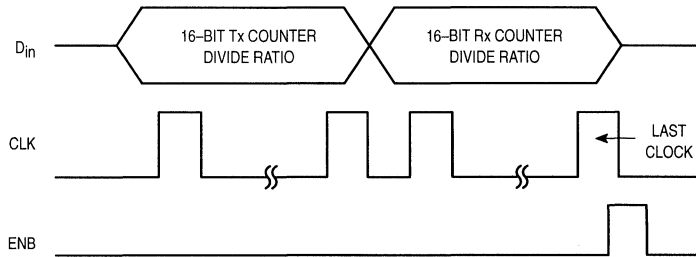 D_in
16–BIT Tx COUNTER
DIVIDE RATIO
16–BIT Rx COUNTER
DIVIDE RATIO
CLK
LAST
CLOCK
ENB